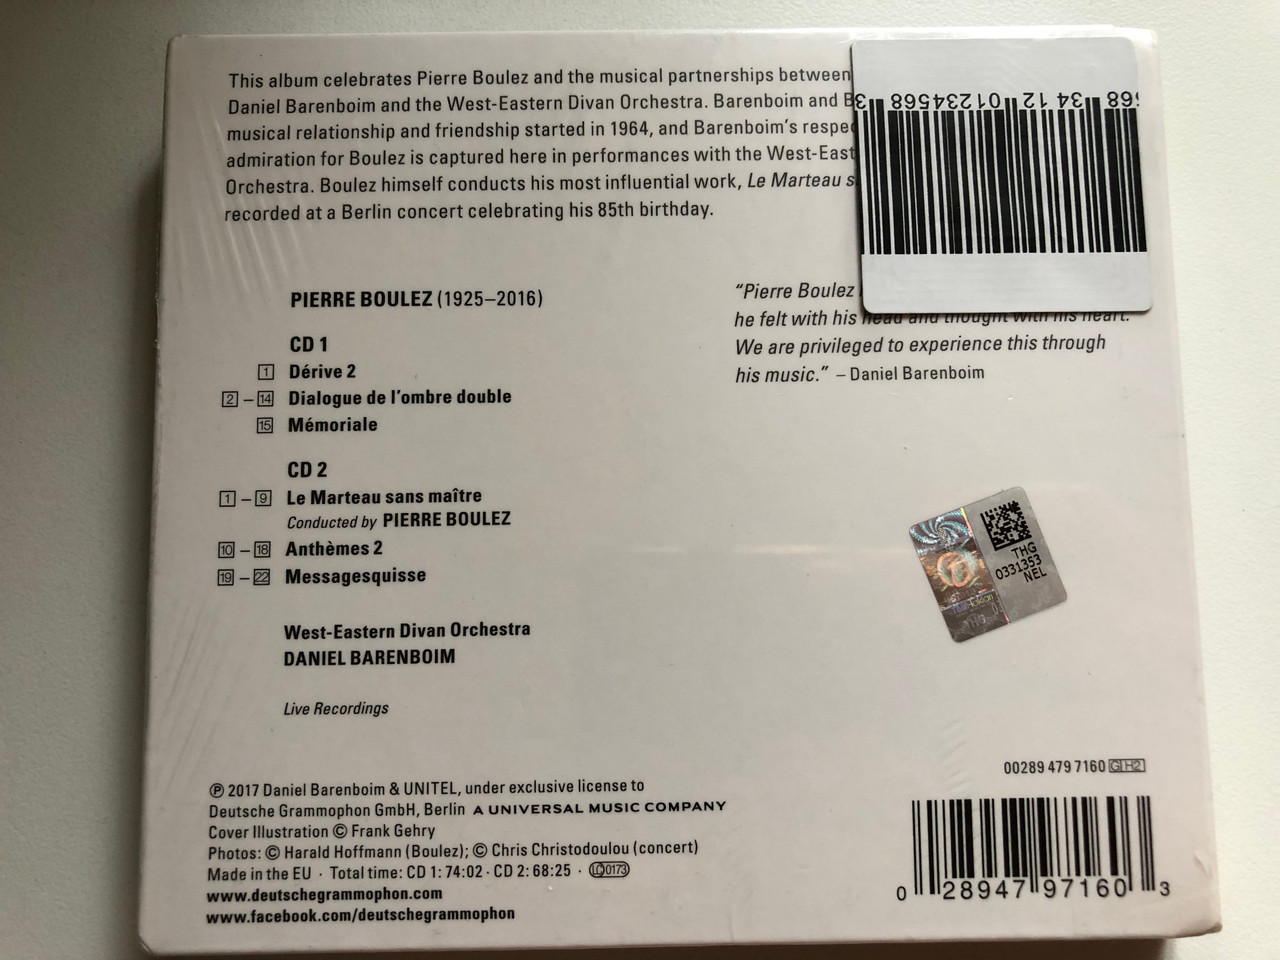 This album celebrates Pierre Boulez and the musical partnerships between
Daniel Barenboim and the West-Eastern Divan Orchestra. Barenboim and
musical relationship and friendship started in 1964, and Barenboim's
admiration for Boulez is captured here in performances with the
Orchestra. Boulez himself conducts his most influential work, Le Marteau
recorded at a Berlin concert celebrating his 85th birthday.
01234568
34 12
"Pierre Boulez
he felt with his head and thought with his heart.
We are privileged to experience this through
his music." – Daniel Barenboim
PIERRE BOULEZ (1925–2016)
CD 1
1 Dérive 2
2 – 14 Dialogue de l'ombre double
15 Mémoriale
CD 2
1 – 9 Le Marteau sans maître
Conducted by PIERRE BOULEZ
10 – 18 Anthèmes 2
19 – 22 Messagesquisse
West-Eastern Divan Orchestra
DANIEL BARENBOIM
Live Recordings
THG
0331353
NEL
℗ 2017 Daniel Barenboim & UNITEL, under exclusive license to
Deutsche Grammophon GmbH, Berlin A UNIVERSAL MUSIC COMPANY
Cover Illustration © Frank Gehry
Photos: © Harald Hoffmann (Boulez); © Chris Christodoulou (concert)
Made in the EU · Total time: CD 1: 74:02 · CD 2: 68:25 · LC 0173
www.deutschegrammophon.com
www.facebook.com/deutschegrammophon
00289 479 7160 GH2
0 28947 97160 3